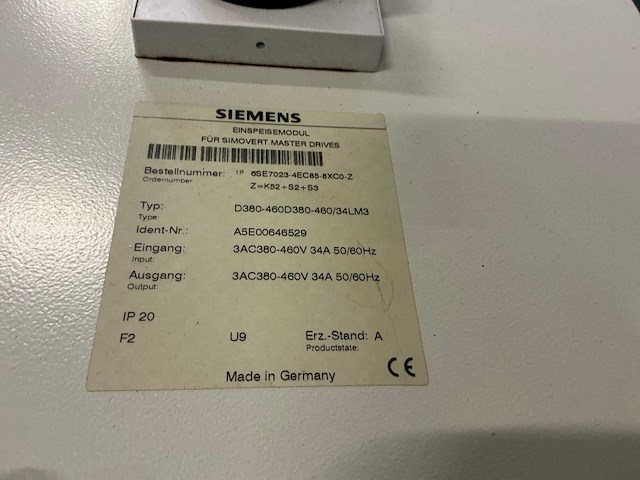 SIEMENS
EINSPEISEMODUL
FÜR SIMOVERT MASTER DRIVES
Bestellnummer: 1P 6SE7023-4EC85-8XC0-Z
Ordernumber Z=K52+S2+S3
Typ: D380-460D380-460/34LM3
Type:
Ident-Nr.: A5E00646529
Eingang: 3AC380-460V 34A 50/60Hz
Input:
Ausgang: 3AC380-460V 34A 50/60Hz
Output:
IP 20
F2 U9 Erz.-Stand: A
Productstate:
Made in Germany CE